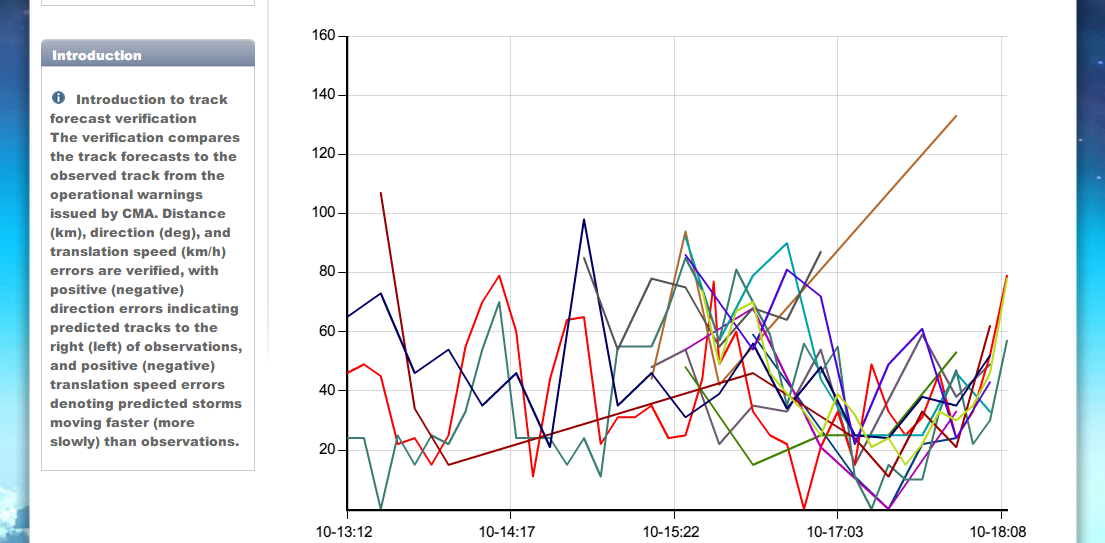 Introduction
Introduction to track
forecast verification
The verification compares
the track forecasts to the
observed track from the
operational warnings
issued by CMA. Distance
(km), direction (deg), and
translation speed (km/h)
errors are verified, with
positive (negative)
direction errors indicating
predicted tracks to the
right (left) of observations,
and positive (negative)
translation speed errors
denoting predicted storms
moving faster (more
slowly) than observations.
160
140
120
100
80
60
40
20
10-13:12 10-14:17 10-15:22 10-17:03 10-18:08